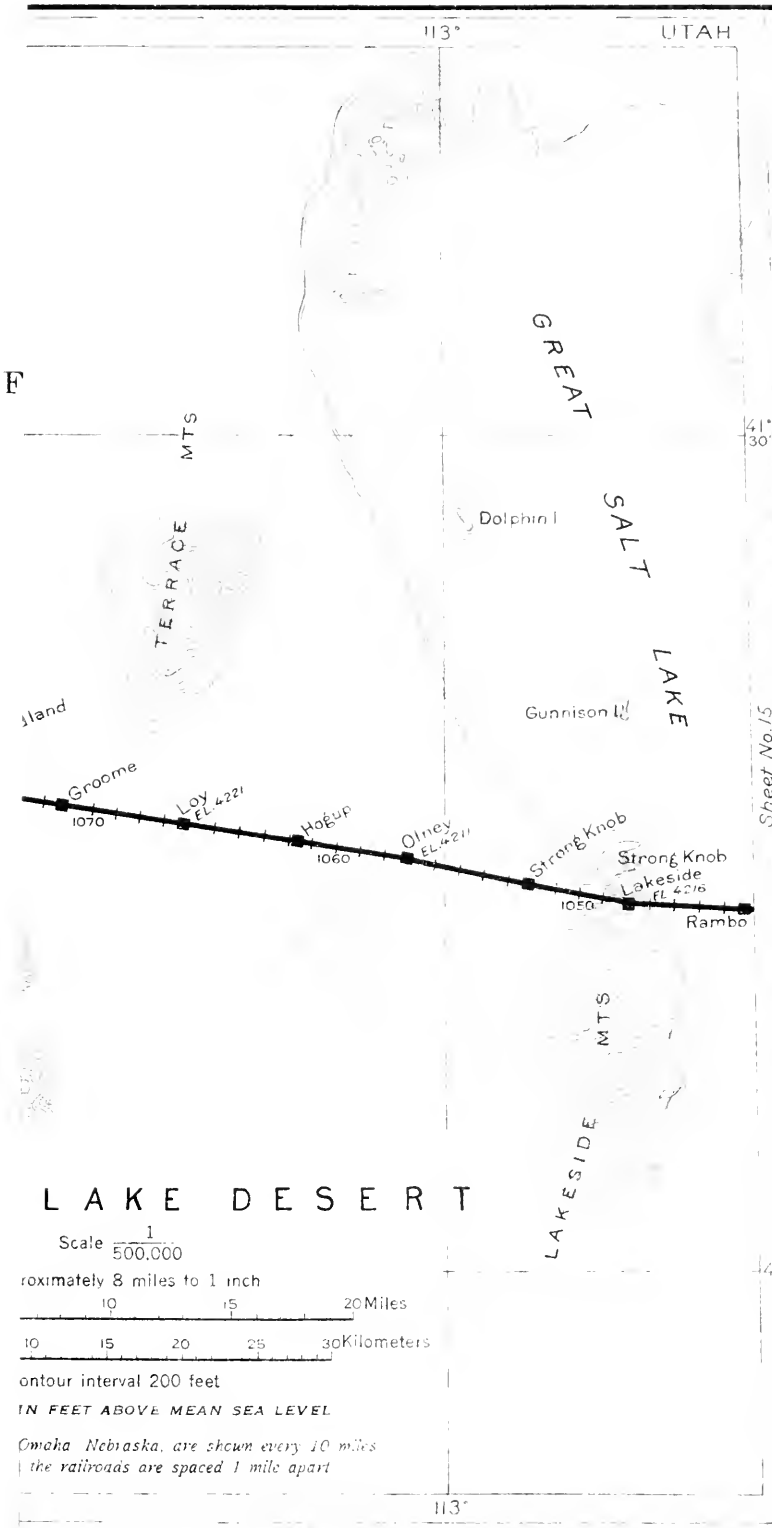 113°
UTAH
GREAT SALT LAKE
F
41°
30'
TERRACE MTS
Dolphin I
Gunnison I
Sheet No. 15
Groome
1070
Loy
EL. 4221
Hogup
1060
Olney
EL. 4211
Strong Knob
1050
Strong Knob
Lakeside
EL 4216
Rambo
LAKESIDE MTS
LAKE DESERT
Scale 1
500.000
roximately 8 miles to 1 inch
10 15 20 Miles
10 15 20 25 30 Kilometers
ontour interval 200 feet
IN FEET ABOVE MEAN SEA LEVEL
Omaha Nebraska, are shown every 10 miles
the railroads are spaced 1 mile apart
113°